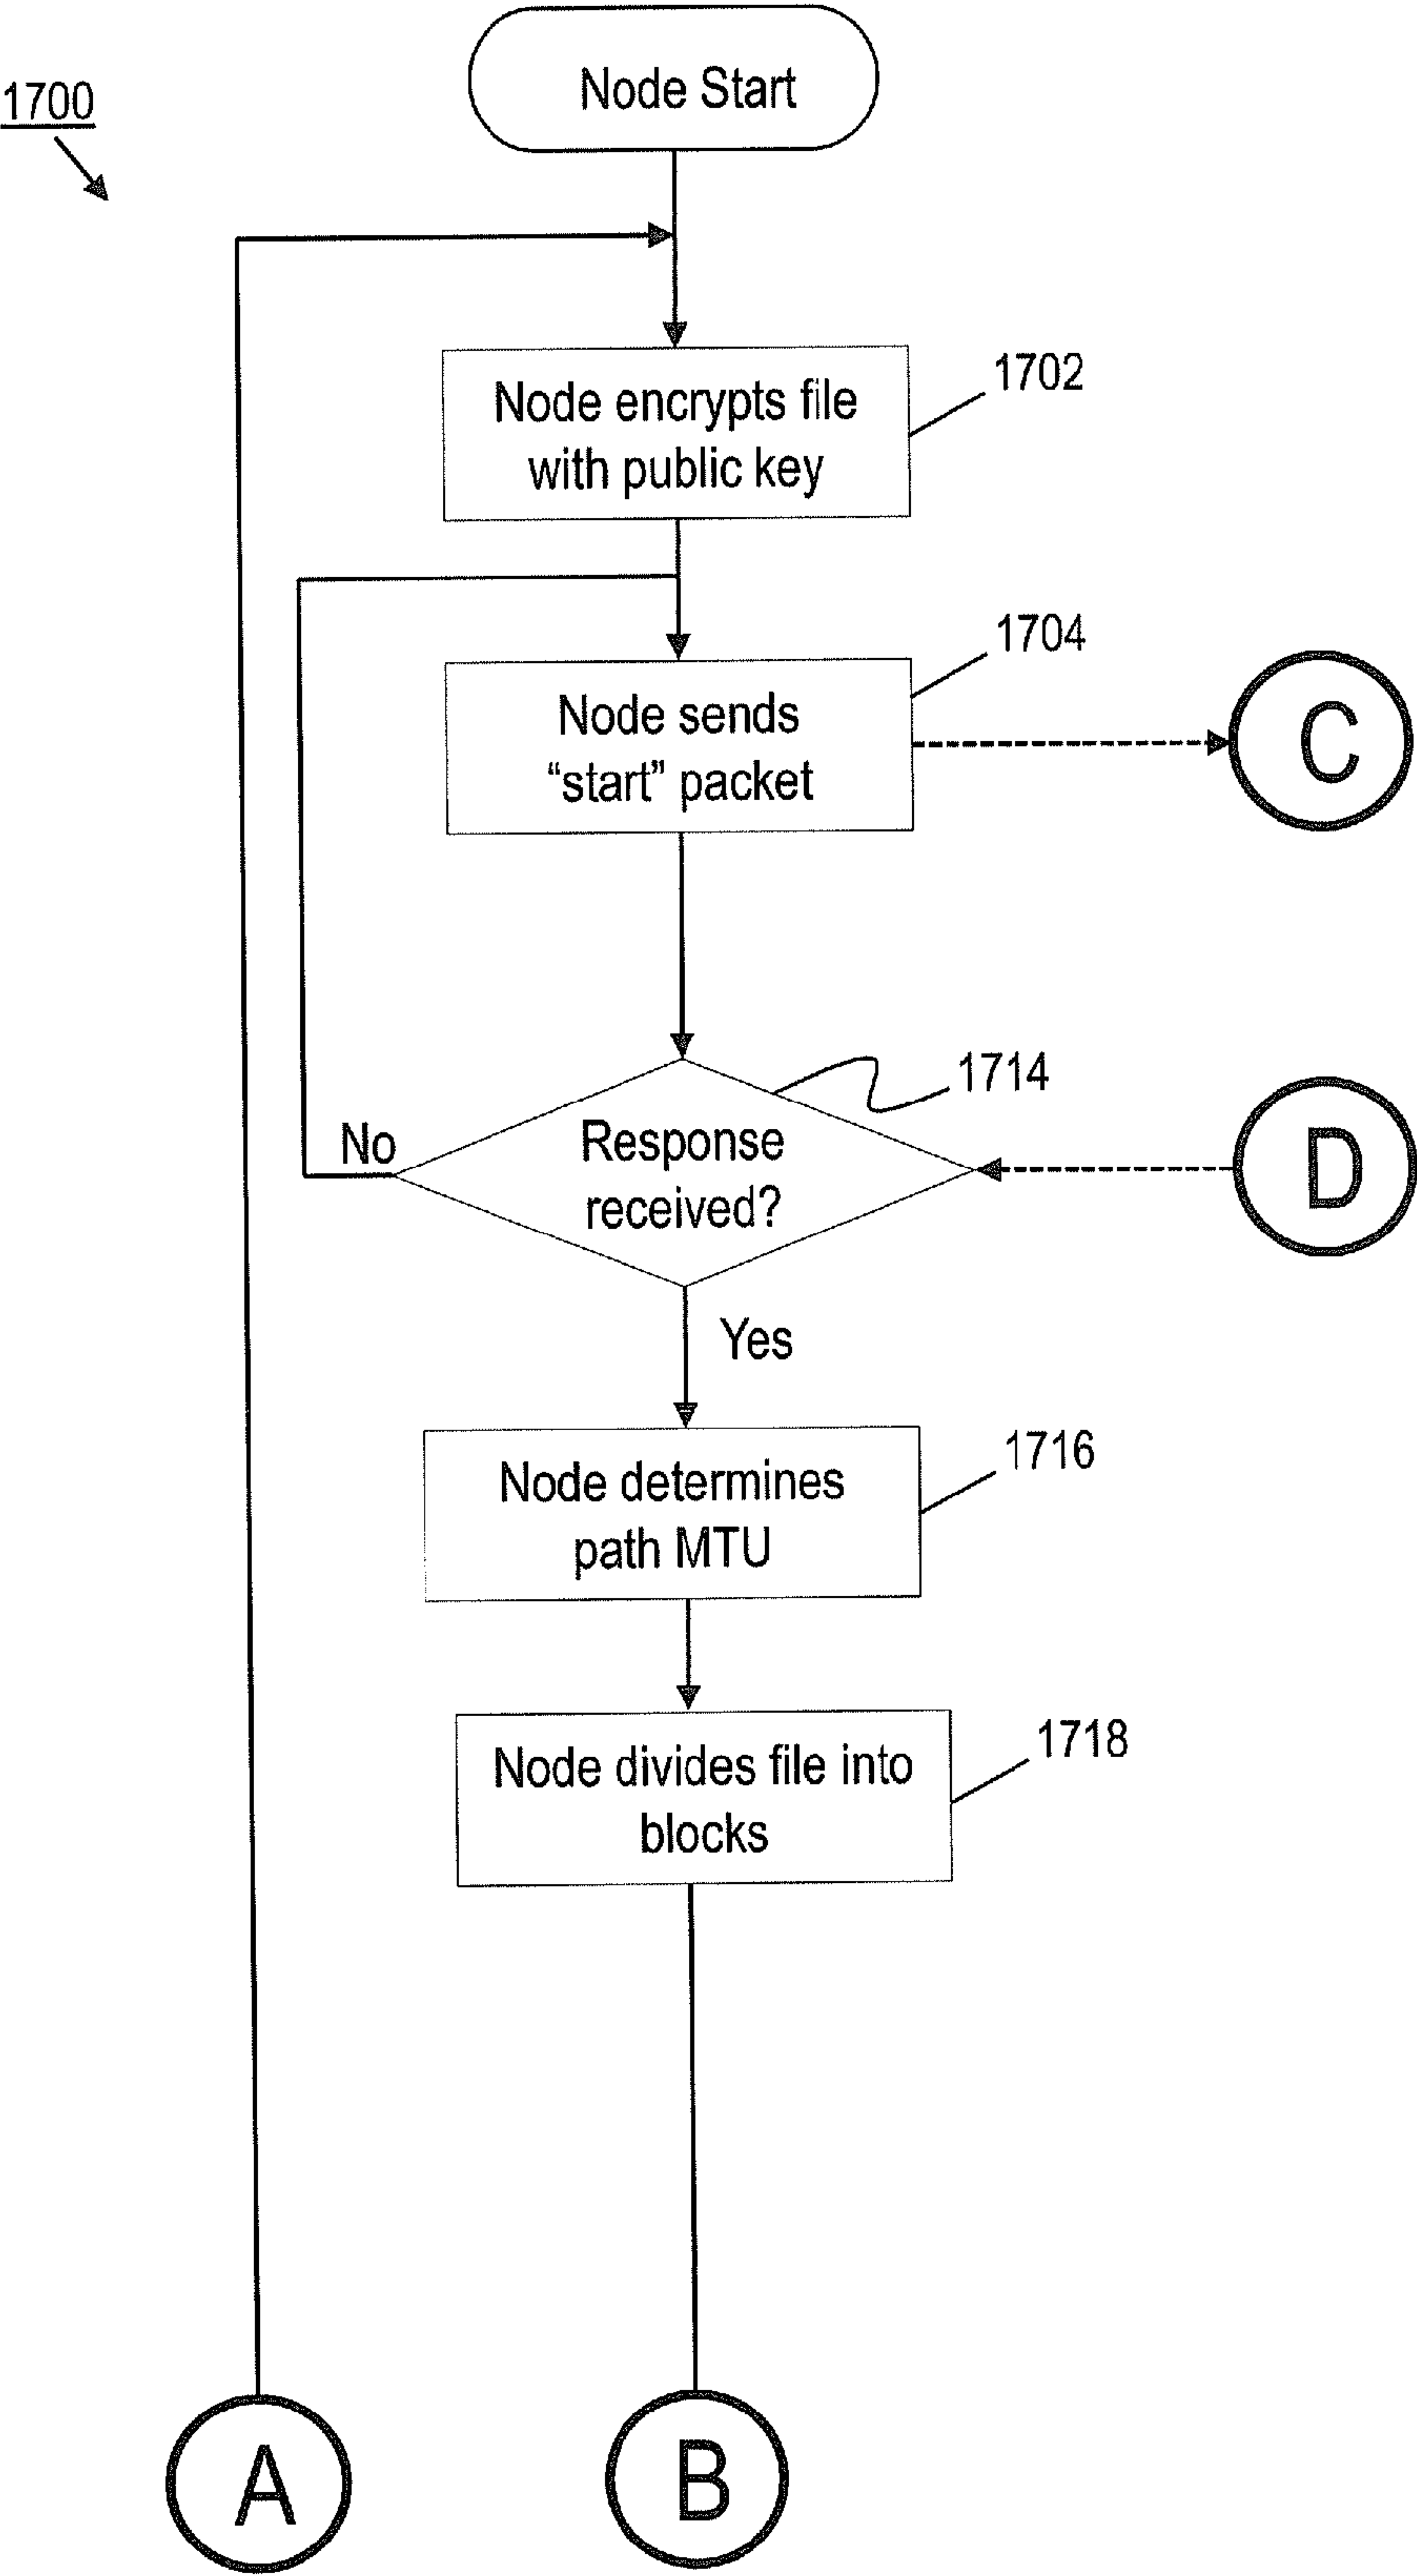 Node Start
1700
Node encrypts file
with public key
1702
Node sends
“start” packet
1704
C
Response
received?
1714
No
D
Yes
Node determines
path MTU
1716
Node divides file into
blocks
1718
A
B